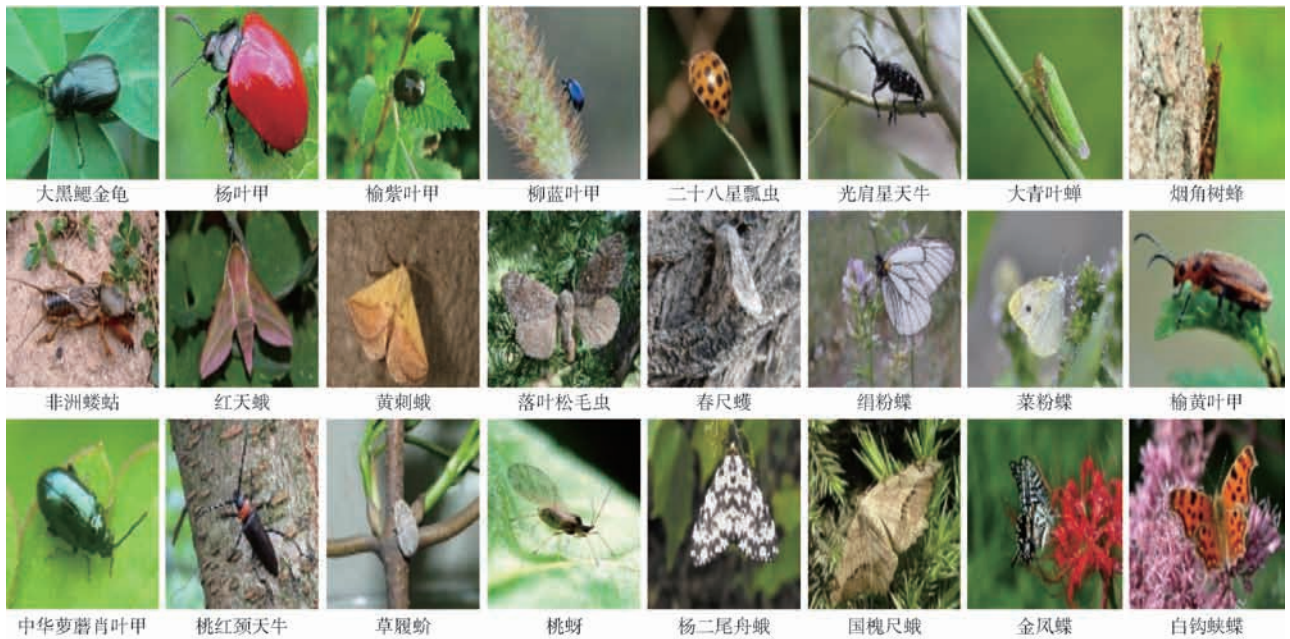 大黑鳃金龟 杨叶甲 榆紫叶甲 柳蓝叶甲 二十八星瓢虫 光肩星天牛 大青叶蝉 烟角树蜂
非洲蝼蛄 红天蛾 黄刺蛾 落叶松毛虫 春尺蠖 绢粉蝶 菜粉蝶 榆黄叶甲
中华萝藦肖叶甲 桃红颈天牛 草履蚧 桃蚜 杨二尾舟蛾 国槐尺蛾 金凤蝶 白钩蛱蝶